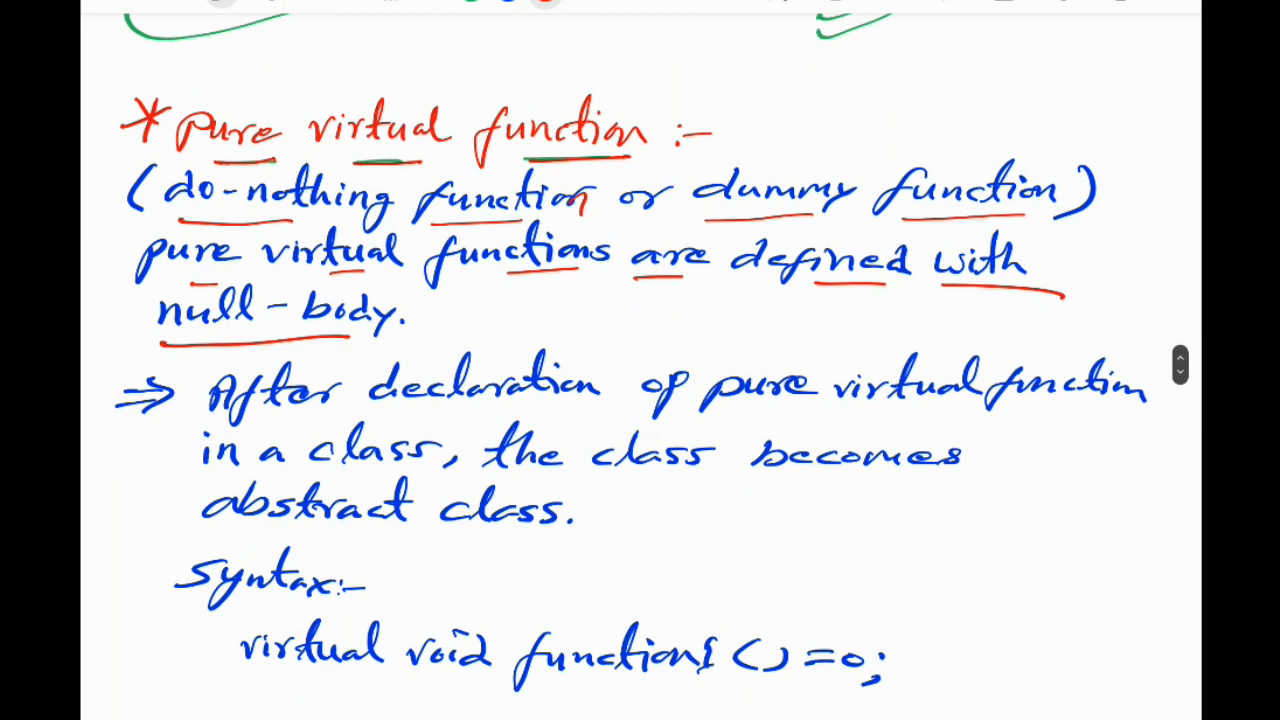 * pure virtual function :-
(do-nothing function or dummy function)
pure virtual functions are defined with
null-body.
⇒ After declaration of pure virtual function
in a class, the class becomes
abstract class.
Syntax:-
virtual void function1 () = 0;